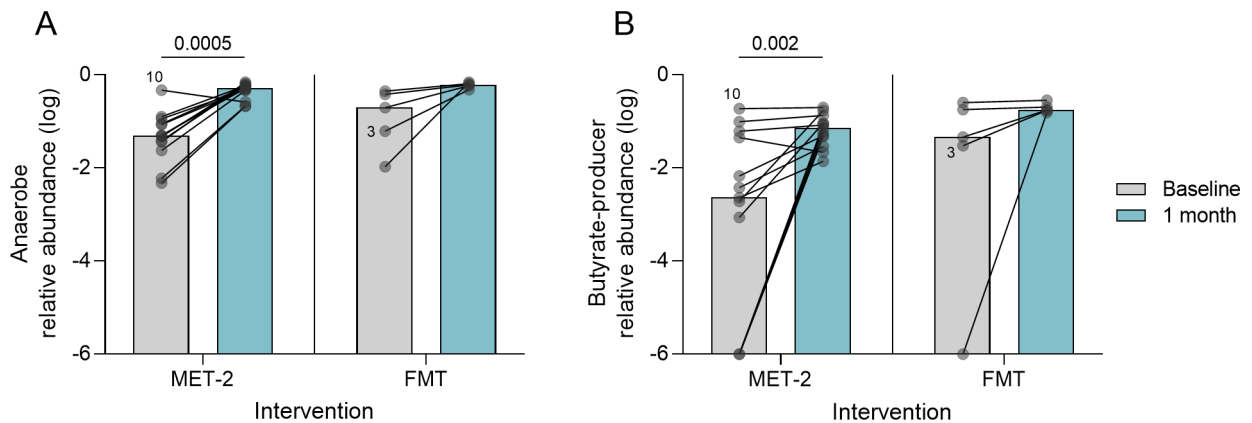 A
Anaerobe
relative abundance (log)
0
-2
-4
-6
0.0005
10
3
MET-2
FMT
Intervention
B
Butyrate-producer
relative abundance (log)
0
-2
-4
-6
0.002
10
3
MET-2
FMT
Intervention
Baseline
1 month